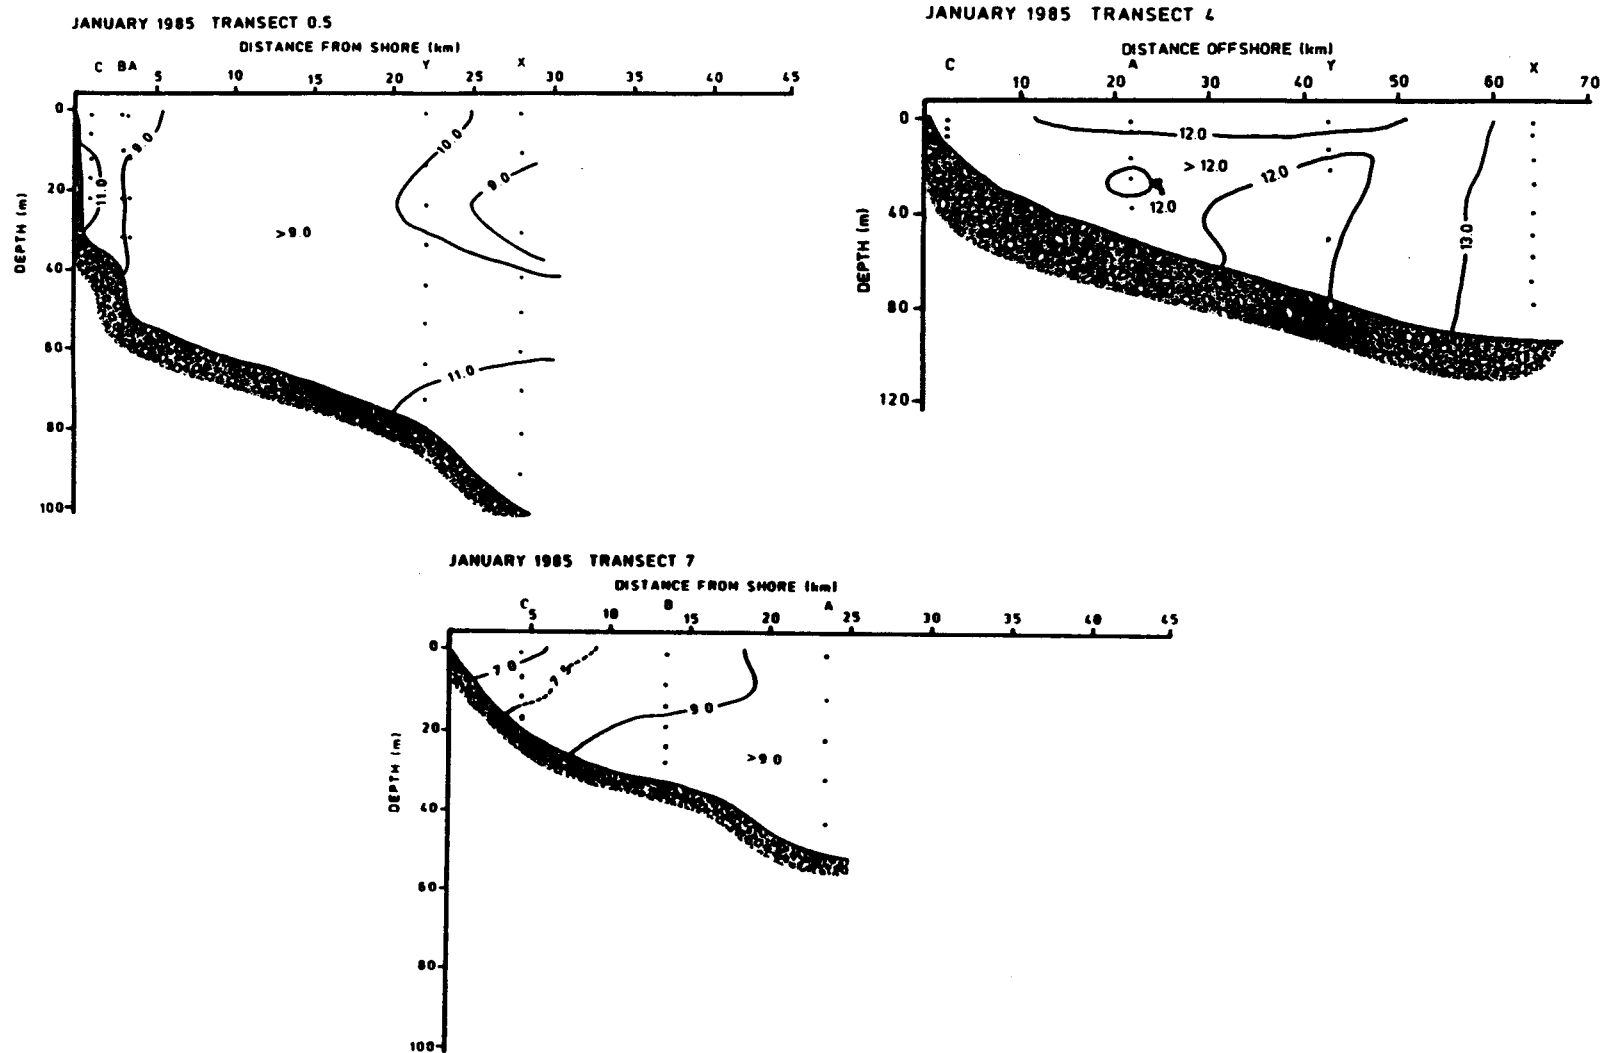 JANUARY 1985 TRANSECT 0.5
DISTANCE FROM SHORE (km)
C BA Y X
5 10 15 20 25 30 35 40 45
DEPTH (m)
0
20
40
60
80
100
9.0
11.0
>9.0
10.0
9.0
11.0
JANUARY 1985 TRANSECT 4
DISTANCE OFFSHORE (km)
C A Y X
10 20 30 40 50 60 70
DEPTH (m)
0
40
80
120
12.0
>12.0
12.0
12.0
13.0
JANUARY 1985 TRANSECT 7
DISTANCE FROM SHORE (km)
C B A
5 10 15 20 25 30 35 40 45
DEPTH (m)
0
20
40
60
80
100
7.0
7.5
9.0
>9.0